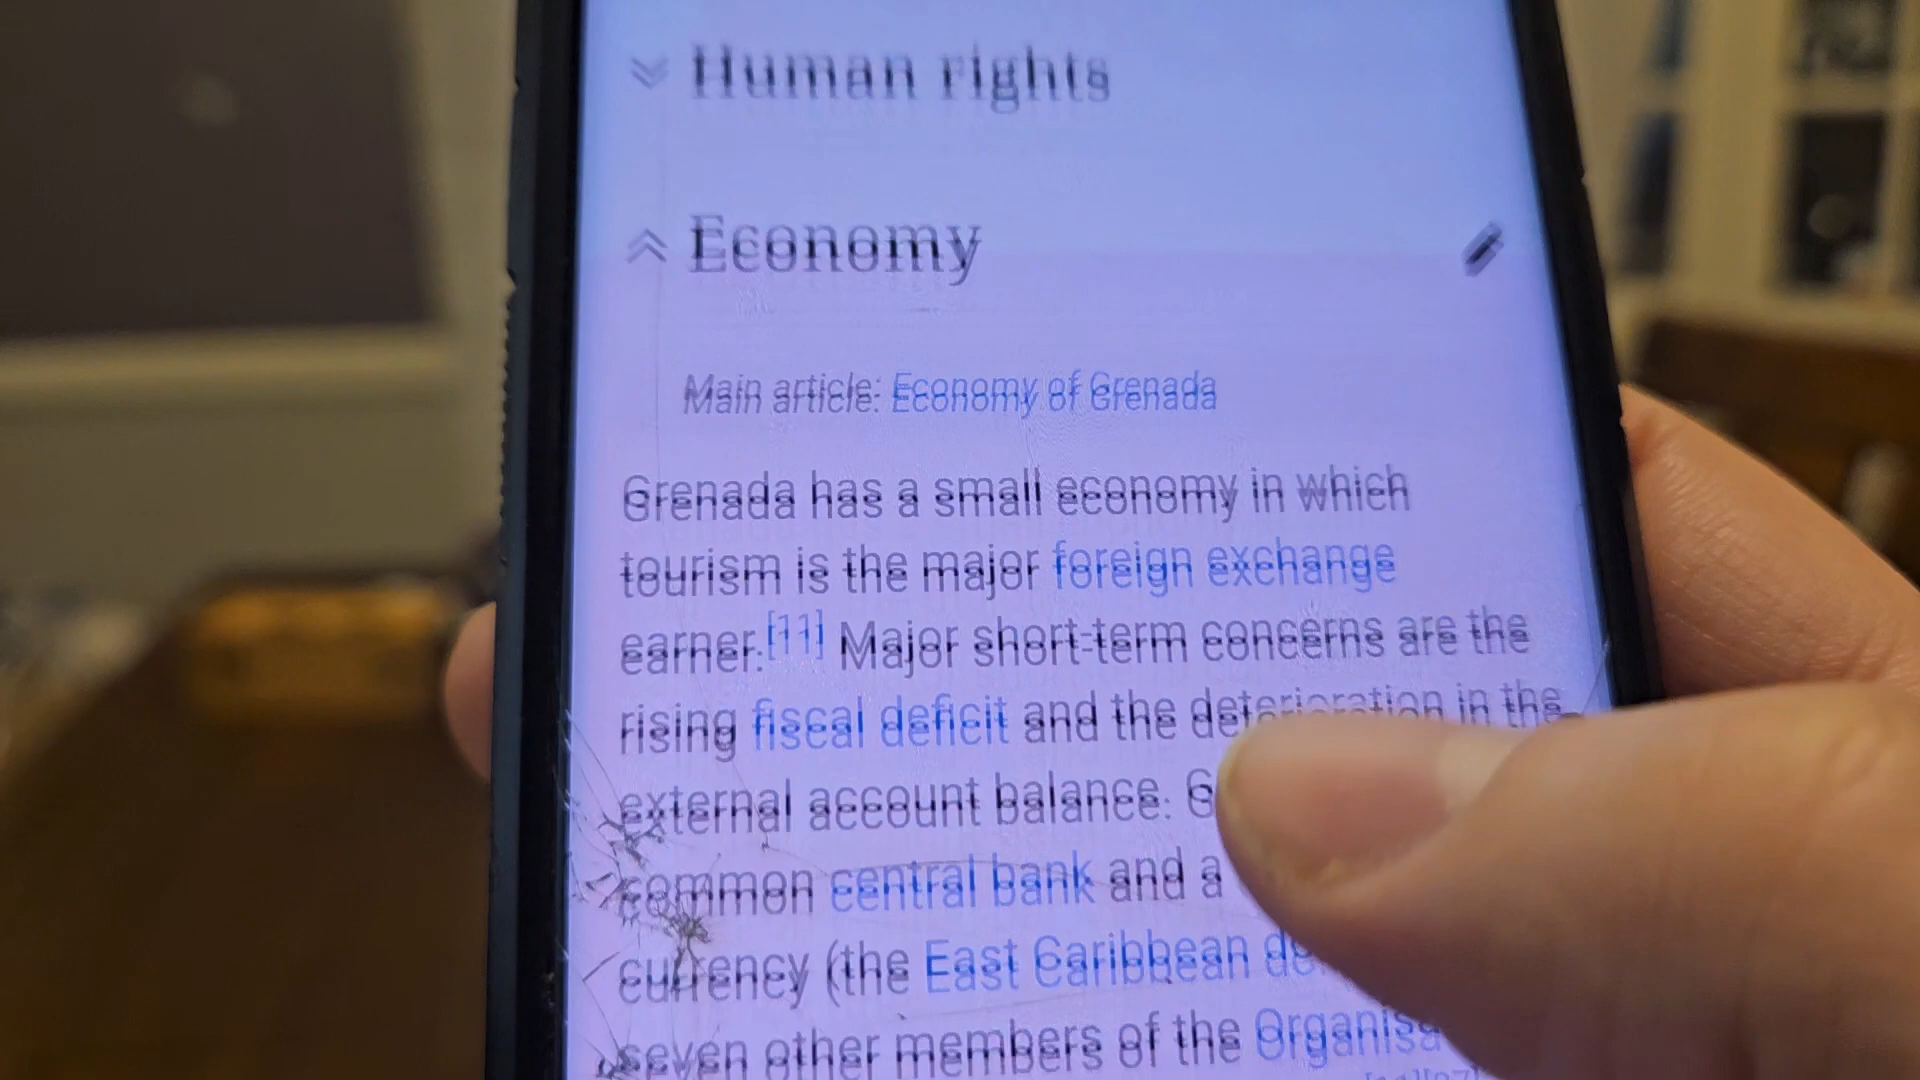 Human rights
Economy
Main article: Economy of Grenada
Grenada has a small economy in which
tourism is the major foreign exchange
earner.[11] Major short-term concerns are the
rising fiscal deficit and the deterioration in the
external account balance. G
common central bank and a
currency (the East Caribbean
seven other members of the Organisa